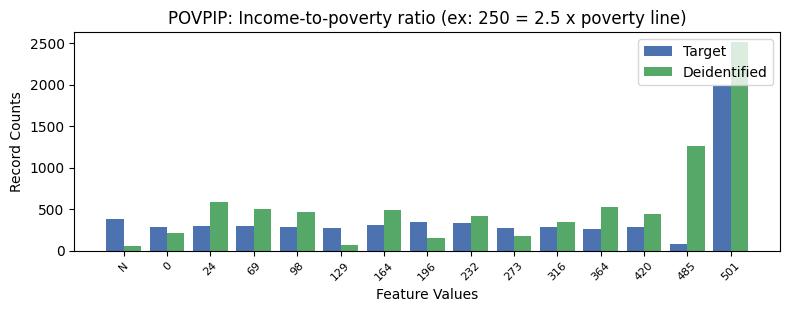 POVPIP: Income-to-poverty ratio (ex: 250 = 2.5 x poverty line)
Target
Deidentified
Record Counts
2500
2000
1500
1000
500
0
N 0 24 69 98 129 164 196 232 273 316 364 420 485 501
Feature Values